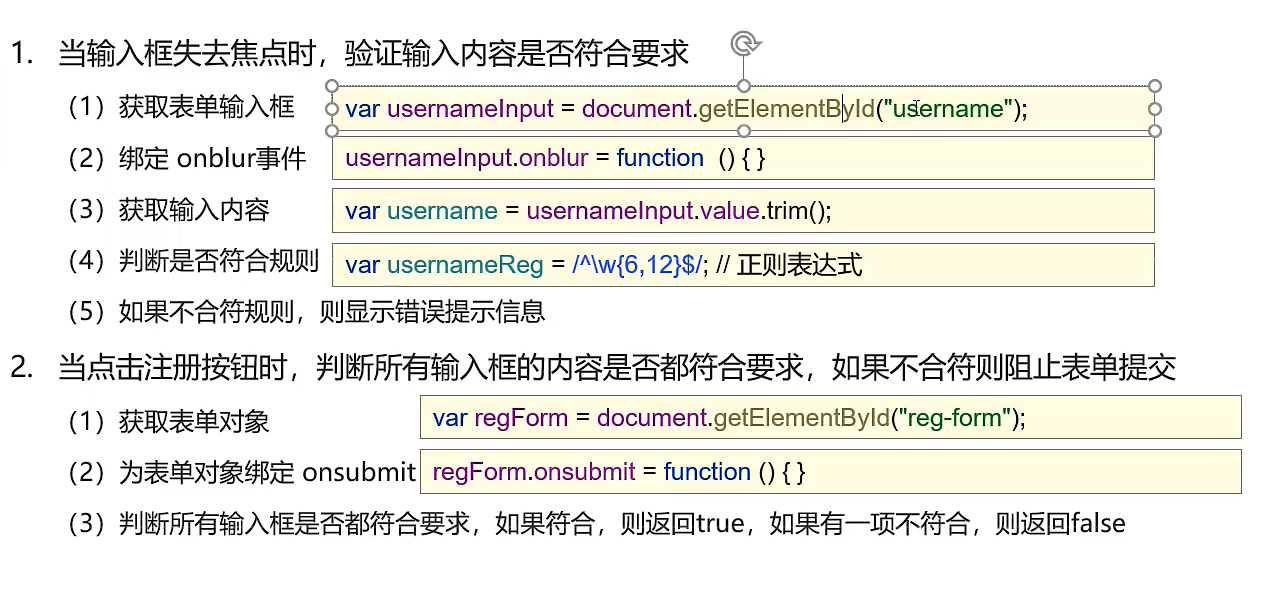 1. 当输入框失去焦点时，验证输入内容是否符合要求
（1）获取表单输入框 var usernameInput = document.getElementById("username");
（2）绑定 onblur事件 usernameInput.onblur = function () { }
（3）获取输入内容 var username = usernameInput.value.trim();
（4）判断是否符合规则 var usernameReg = /^\w{6,12}$/; // 正则表达式
（5）如果不合符规则，则显示错误提示信息
2. 当点击注册按钮时，判断所有输入框的内容是否都符合要求，如果不合符则阻止表单提交
（1）获取表单对象 var regForm = document.getElementById("reg-form");
（2）为表单对象绑定 onsubmit regForm.onsubmit = function () { }
（3）判断所有输入框是否都符合要求，如果符合，则返回true，如果有一项不符合，则返回false